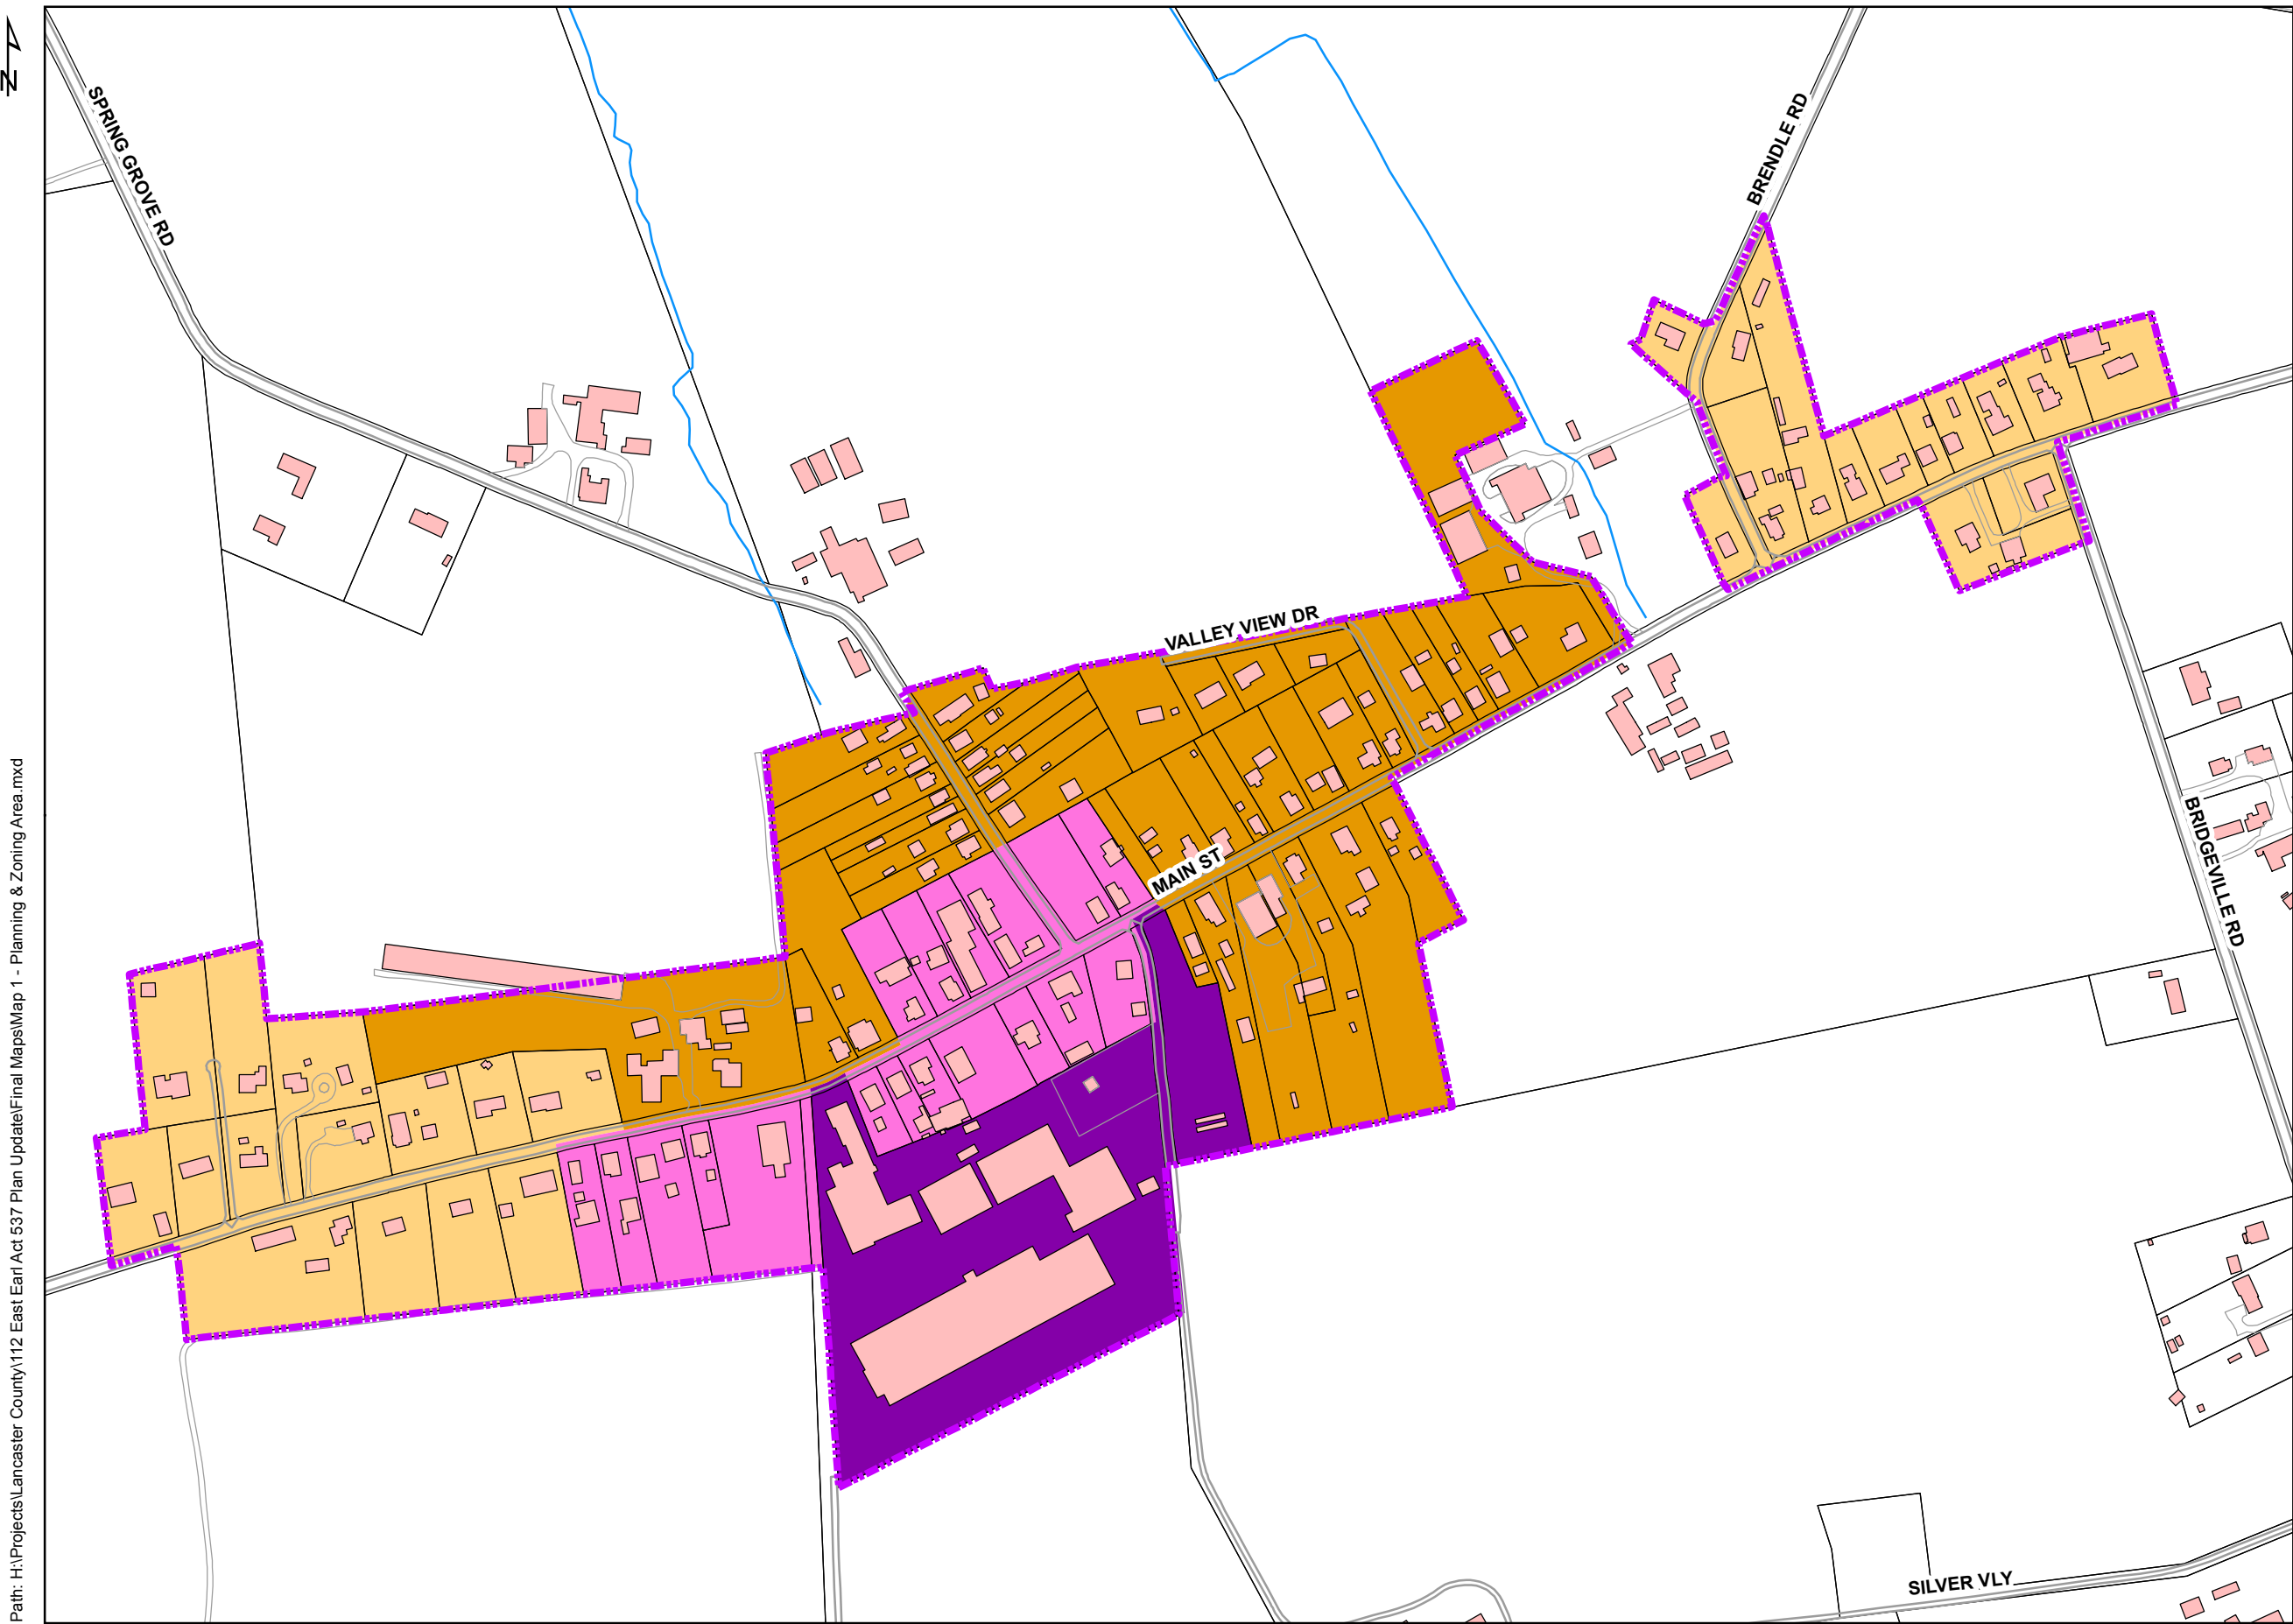 N
SPRING GROVE RD
BRENDLE RD
VALLEY VIEW DR
MAIN ST
BRIDGEVILLE RD
SILVER VLY
Path: H:\Projects\Lancaster County\112 East Earl Act 537 Plan Update\Final Maps\Map 1 - Planning & Zoning Area.mxd